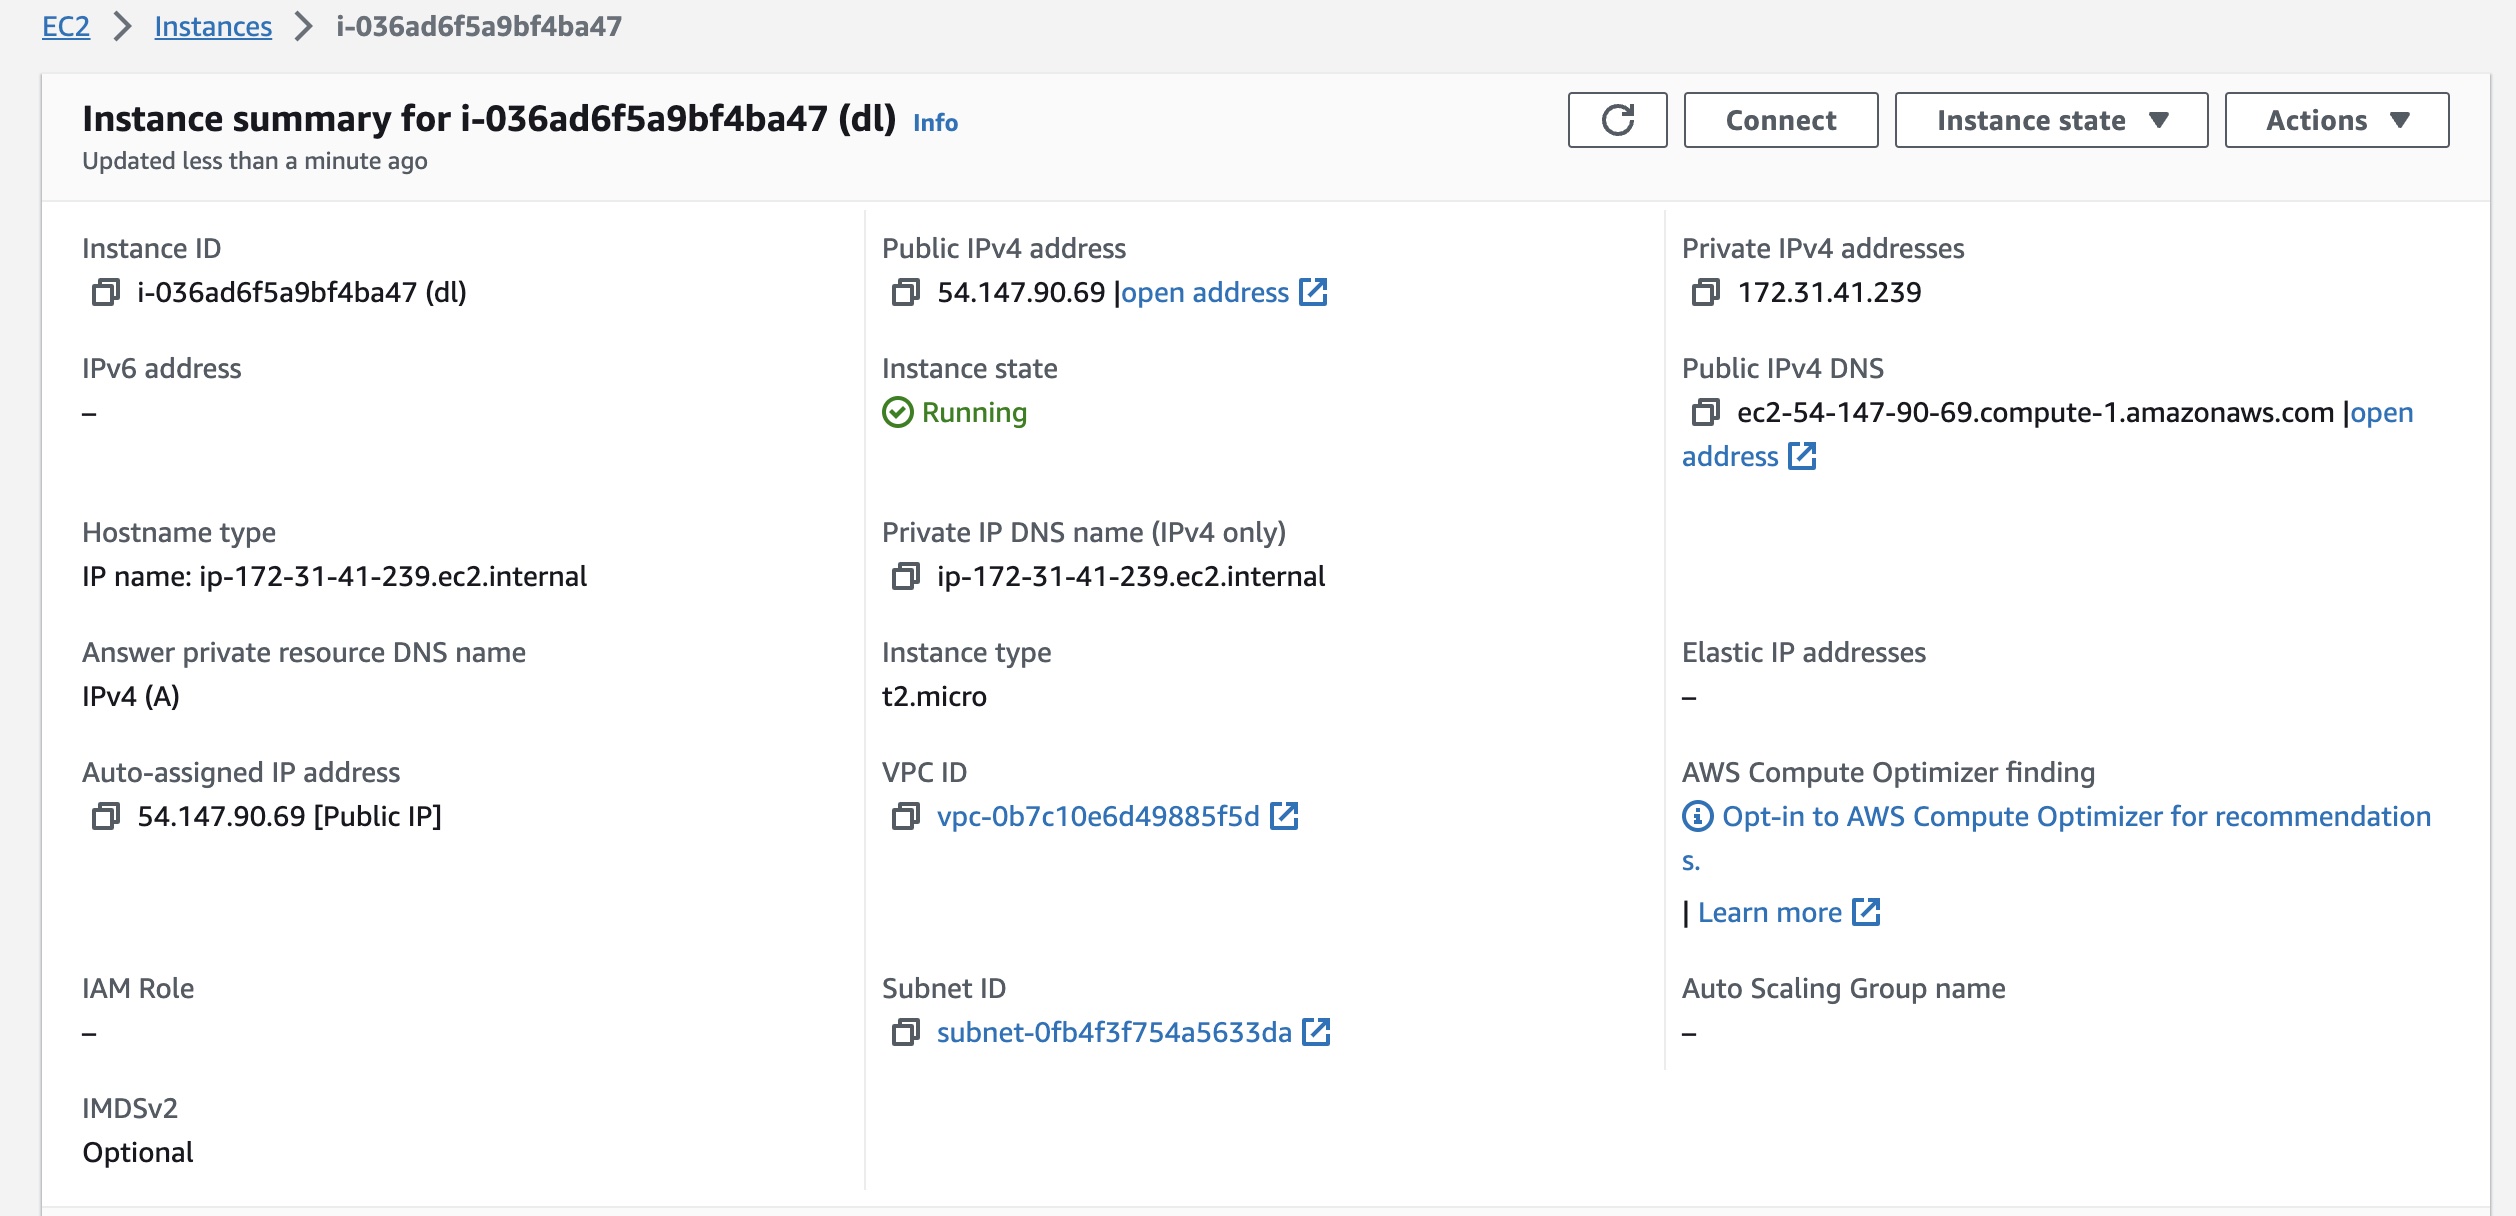 EC2 > Instances > i-036ad6f5a9bf4ba47
Instance summary for i-036ad6f5a9bf4ba47 (dl) Info
Updated less than a minute ago
Connect
Instance state
Actions
Instance ID
i-036ad6f5a9bf4ba47 (dl)
Public IPv4 address
54.147.90.69 |open address
Private IPv4 addresses
172.31.41.239
IPv6 address
–
Instance state
Running
Public IPv4 DNS
ec2-54-147-90-69.compute-1.amazonaws.com |open
address
Hostname type
IP name: ip-172-31-41-239.ec2.internal
Private IP DNS name (IPv4 only)
ip-172-31-41-239.ec2.internal
Answer private resource DNS name
IPv4 (A)
Instance type
t2.micro
Elastic IP addresses
–
Auto-assigned IP address
54.147.90.69 [Public IP]
VPC ID
vpc-0b7c10e6d49885f5d
AWS Compute Optimizer finding
Opt-in to AWS Compute Optimizer for recommendation
s.
| Learn more
IAM Role
–
Subnet ID
subnet-0fb4f3f754a5633da
Auto Scaling Group name
–
IMDSv2
Optional